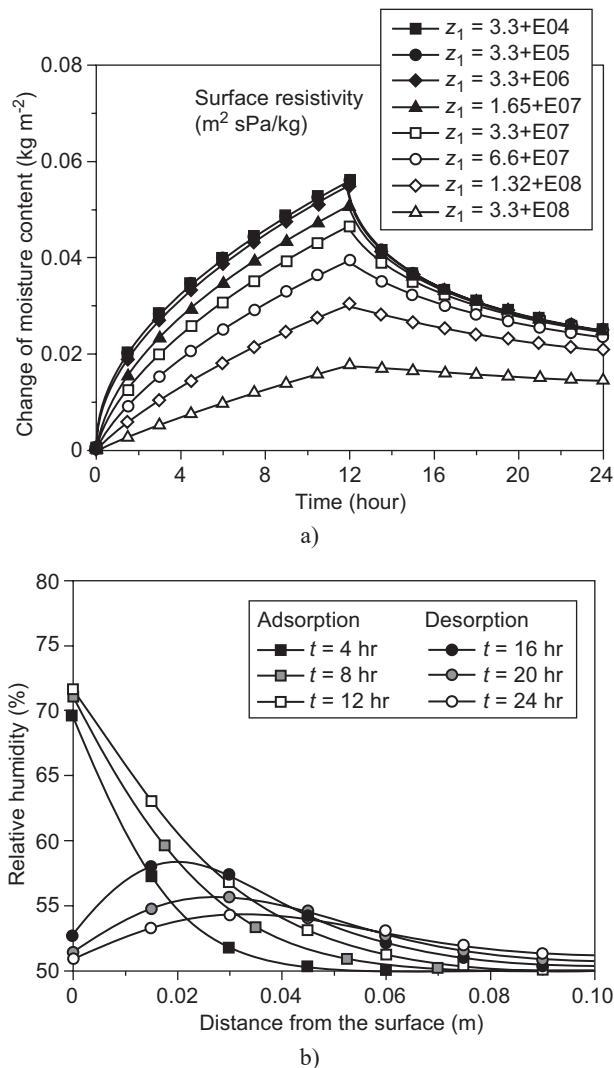 z₁ = 3.3+E04
z₁ = 3.3+E05
z₁ = 3.3+E06
z₁ = 1.65+E07
z₁ = 3.3+E07
z₁ = 6.6+E07
z₁ = 1.32+E08
z₁ = 3.3+E08
Surface resistivity
(m² sPa/kg)
Change of moisture content (kg m⁻²)
0.08
0.06
0.04
0.02
0
0 4 8 12 16 20 24
Time (hour)
a)
80
75
70
65
60
55
50
Relative humidity (%)
Adsorption Desorption
t = 4 hr t = 16 hr
t = 8 hr t = 20 hr
t = 12 hr t = 24 hr
0 0.02 0.04 0.06 0.08 0.10
Distance from the surface (m)
b)